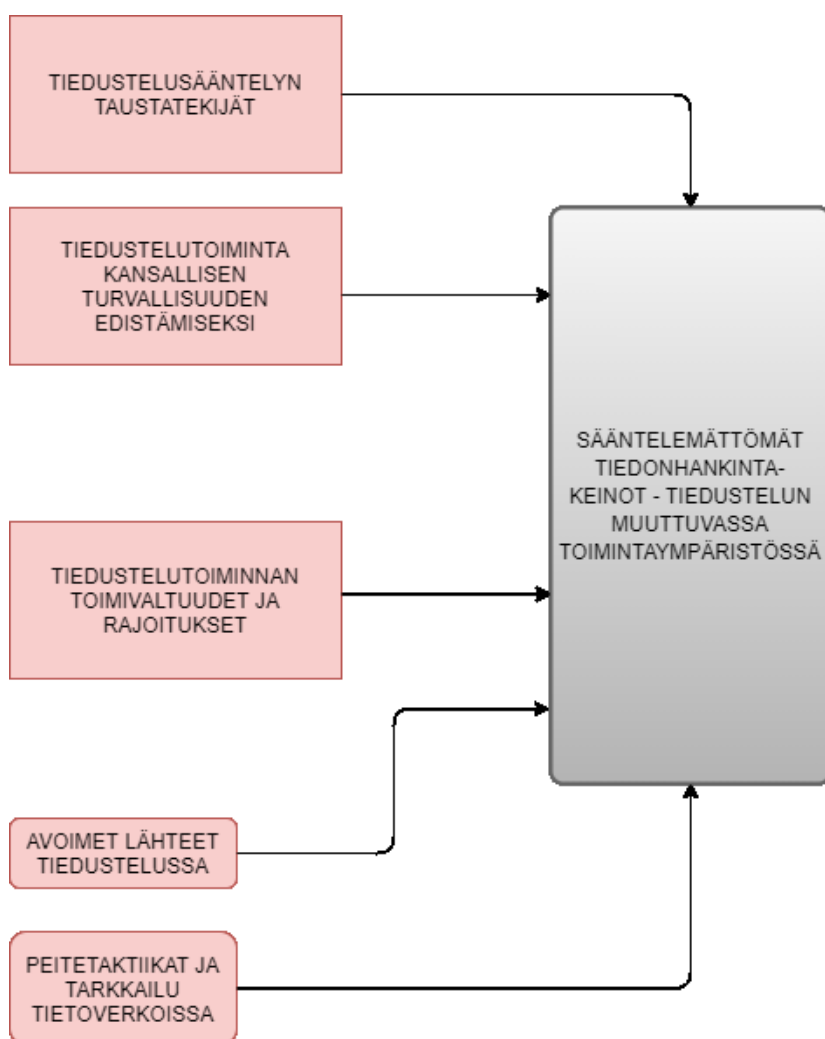 TIEDUSTELUSÄÄNTELYN
TAUSTATEKIJÄT
TIEDUSTELUTOIMINTA
KANSALLISEN
TURVALLISUUDEN
EDISTÄMISEKSI
SÄÄNTELEMÄTTÖMÄT
TIEDONHANKINTA-
KEINOT - TIEDUSTELUN
MUUTTUVASSA
TOIMINTAYMPÄRISTÖSSÄ
TIEDUSTELUTOIMINNAN
TOIMIVALTUUDET JA
RAJOITUKSET
AVOIMET LÄHTEET
TIEDUSTELUSSA
PEITETAKTIIKAT JA
TARKKAILU
TIETOVERKOISSA